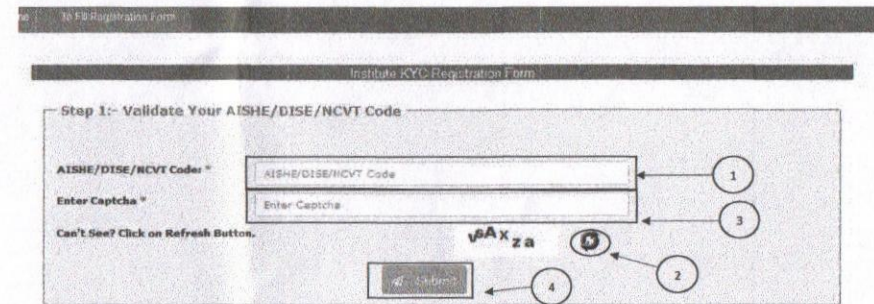 to Fill Registration Form
Institute KYC Registration Form
Step 1:- Validate Your AISHE/DISE/NCVT Code
AISHE/DISE/NCVT Code: * AISHE/DISE/NCVT Code 1
Enter Captcha * Enter Captcha 3
Can't See? Click on Refresh Button. vsAxza 2
Submit 4